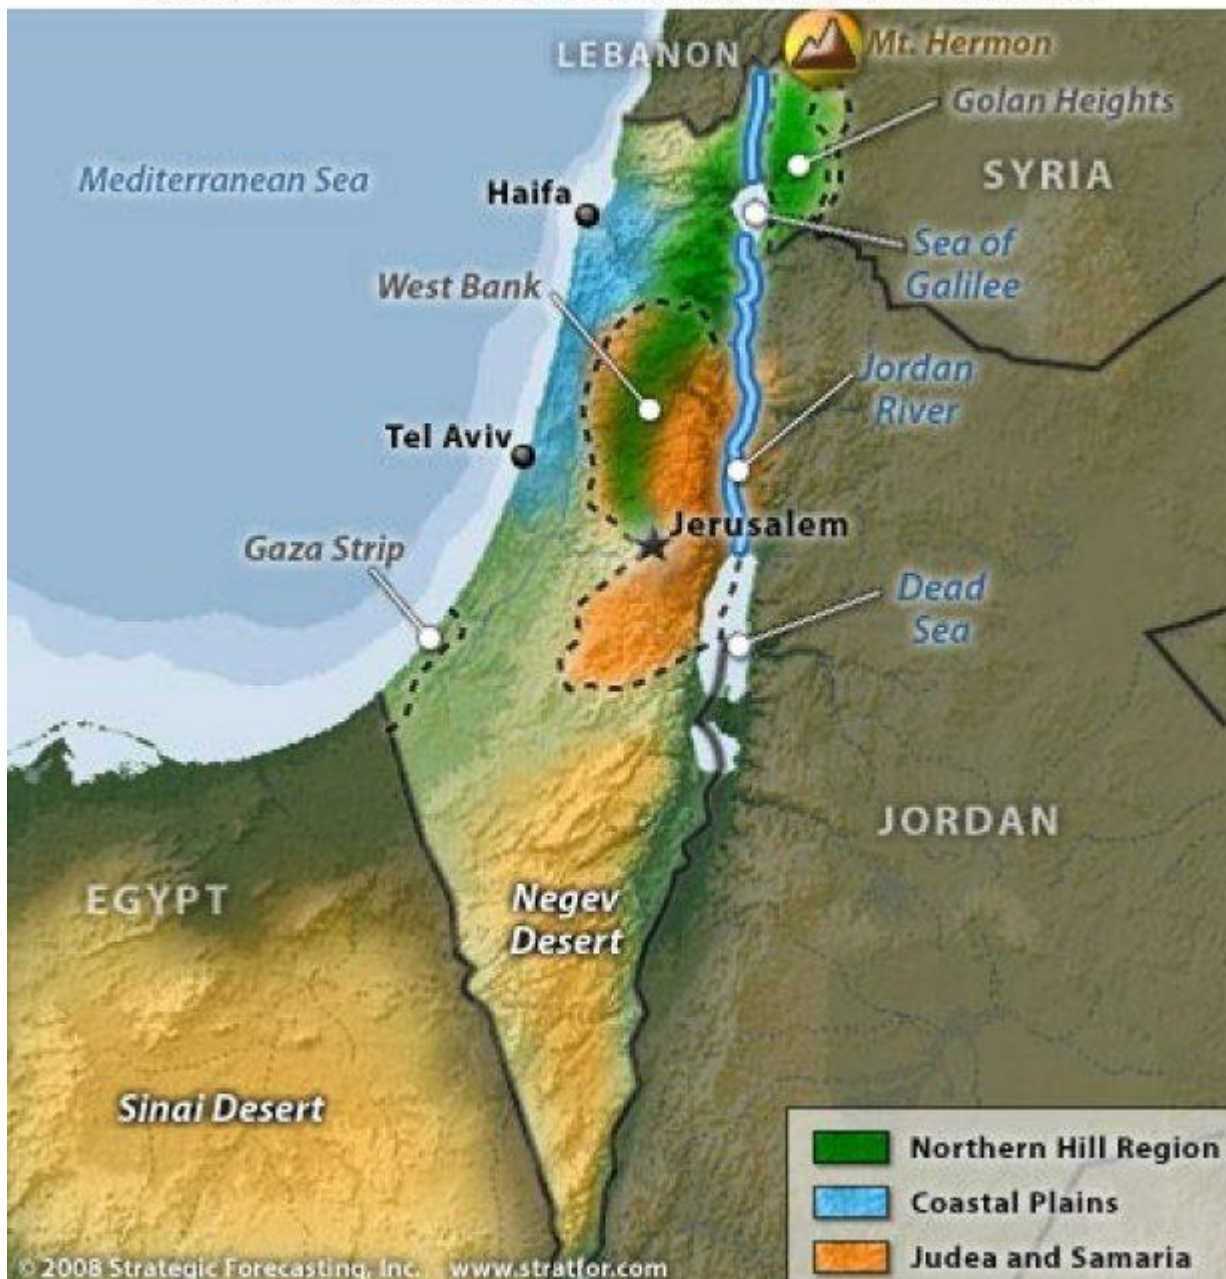 LEBANON
Mt. Hermon
Golan Heights
Mediterranean Sea
SYRIA
Haifa
Sea of
Galilee
West Bank
Jordan
River
Tel Aviv
Jerusalem
Gaza Strip
Dead
Sea
JORDAN
EGYPT
Negev
Desert
Sinai Desert
Northern Hill Region
Coastal Plains
Judea and Samaria
© 2008 Strategic Forecasting, Inc. www.stratfor.com